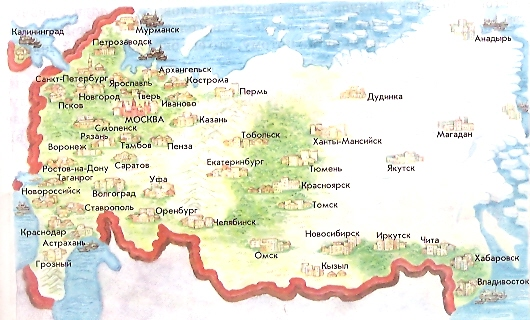 Калининград
Мурманск
Анадырь
Петрозаводск
Архангельск
Санкт-Петербург
Ярославль
Кострома
Пермь
Дудинка
Новгород
Тверь
Иваново
Псков
МОСКВА
Казань
Смоленск
Магадан
Рязань
Тобольск
Ханты-Мансийск
Воронеж
Тамбов
Пенза
Екатеринбург
Тюмень
Якутск
Ростов-на-Дону
Саратов
Таганрог
Уфа
Красноярск
Новороссийск
Волгоград
Томск
Ставрополь
Оренбург
Челябинск
Краснодар
Новосибирск
Иркутск
Чита
Астрахань
Омск
Хабаровск
Грозный
Кызыл
Владивосток